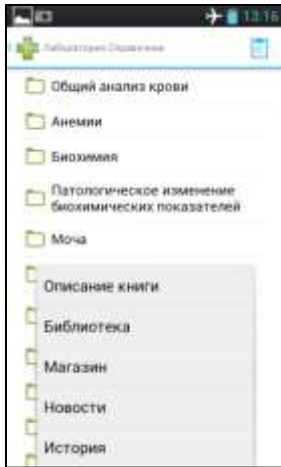 13:16
Лаборатория Справочник
Общий анализ крови
Анемии
Биохимия
Патологическое изменение
биохимических показателей
Моча
Описание книги
Библиотека
Магазин
Новости
История